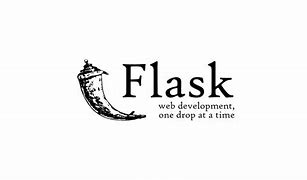 Flask
web development,
one drop at a time